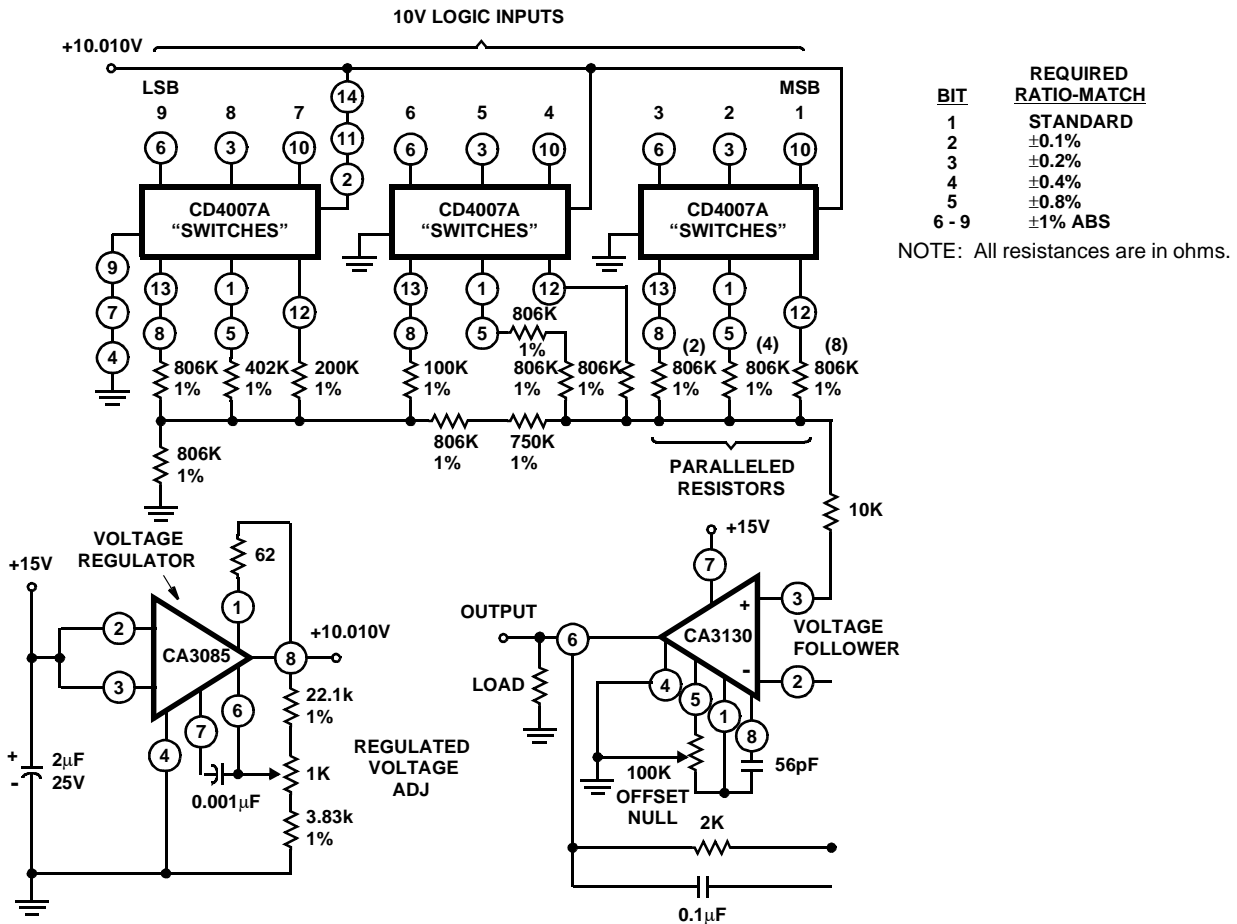 10V LOGIC INPUTS
+10.010V
LSB
MSB
9 8 7 6 5 4 3 2 1
14
11
2
6 3 10 6 3 10 6 3 10
CD4007A
“SWITCHES”
CD4007A
“SWITCHES”
CD4007A
“SWITCHES”
9
7
4
13 1 12 13 1 12 13 1 12
8 5 8 5 8 5
806K
1%
(2) (4) (8)
806K
1%
402K
1%
200K
1%
100K
1%
806K
1%
806K
1%
806K
1%
806K
1%
806K
1%
806K
1%
806K
1%
750K
1%
PARALLELED
RESISTORS
10K
REQUIRED
BIT RATIO-MATCH
1 STANDARD
2 ±0.1%
3 ±0.2%
4 ±0.4%
5 ±0.8%
6 - 9 ±1% ABS
NOTE: All resistances are in ohms.
+15V
VOLTAGE
REGULATOR
62
1
2
3
CA3085
8
+10.010V
6
7
4
22.1k
1%
1K
3.83k
1%
0.001μF
REGULATED
VOLTAGE
ADJ
+
-
2μF
25V
+15V
7
OUTPUT
6
CA3130
+
-
3
2
VOLTAGE
FOLLOWER
LOAD
4
5
1
8
56pF
100K
OFFSET
NULL
2K
0.1μF